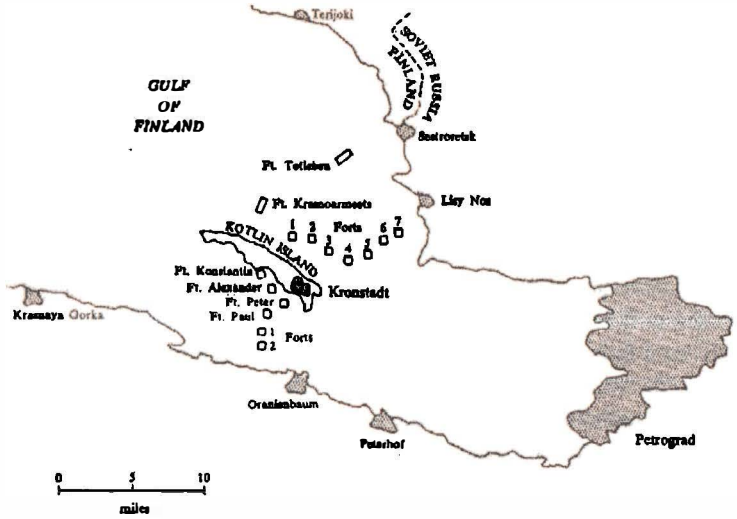 Terijoki
SOVIET RUSSIA
FINLAND
GULF
OF
FINLAND
Sestroretsk
Ft. Totleben
Lisy Nos
Ft. Krasnoarmeets
1 2 Forts 6 7
3 4 5
KOTLIN ISLAND
Ft. Konstantin
Ft. Alexander
Kronstadt
Ft. Peter
Krasnaya Gorka
Ft. Paul
1 Forts
2
Oranienbaum
Peterhof
Petrograd
0 5 10
miles